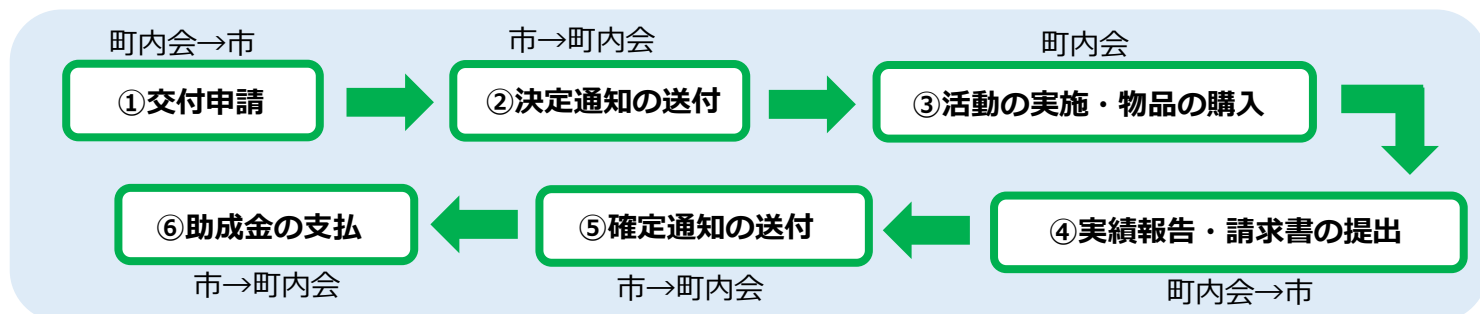 町内会→市
①交付申請
市→町内会
②決定通知の送付
町内会
③活動の実施・物品の購入
④実績報告・請求書の提出
町内会→市
⑤確定通知の送付
市→町内会
⑥助成金の支払
市→町内会